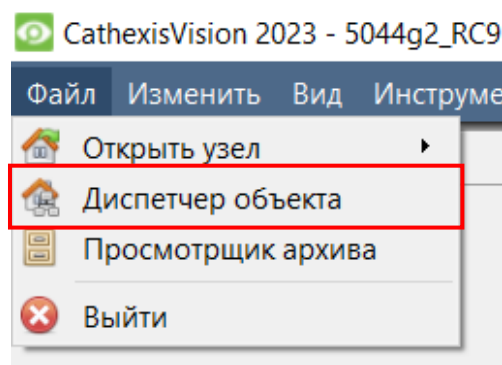 CathexisVision 2023 - 5044g2_RC9
Файл Изменить Вид Инструме
Открыть узел
Диспетчер объекта
Просмотрщик архива
Выйти